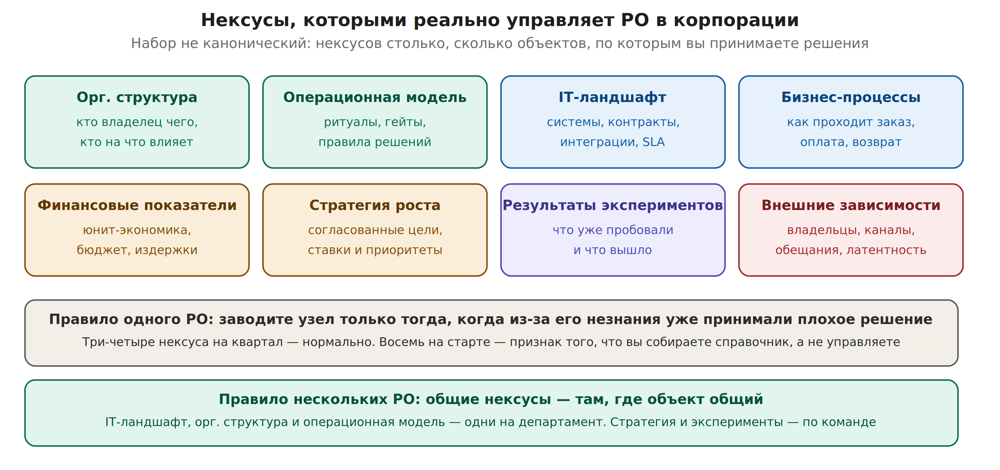 Нексусы, которыми реально управляет PO в корпорации
Набор не канонический: нексусов столько, сколько объектов, по которым вы принимаете решения
Орг. структура
кто владелец чего,
кто на что влияет
Операционная модель
ритуалы, гейты,
правила решений
IT-ландшафт
системы, контракты,
интеграции, SLA
Бизнес-процессы
как проходит заказ,
оплата, возврат
Финансовые показатели
юнит-экономика,
бюджет, издержки
Стратегия роста
согласованные цели,
ставки и приоритеты
Результаты экспериментов
что уже пробовали
и что вышло
Внешние зависимости
владельцы, каналы,
обещания, латентность
Правило одного PO: заводите узел только тогда, когда из-за его незнания уже принимали плохое решение
Три-четыре нексуса на квартал — нормально. Восемь на старте — признак того, что вы собираете справочник, а не управляете
Правило нескольких PO: общие нексусы — там, где объект общий
IT-ландшафт, орг. структура и операционная модель — одни на департамент. Стратегия и эксперименты — по команде